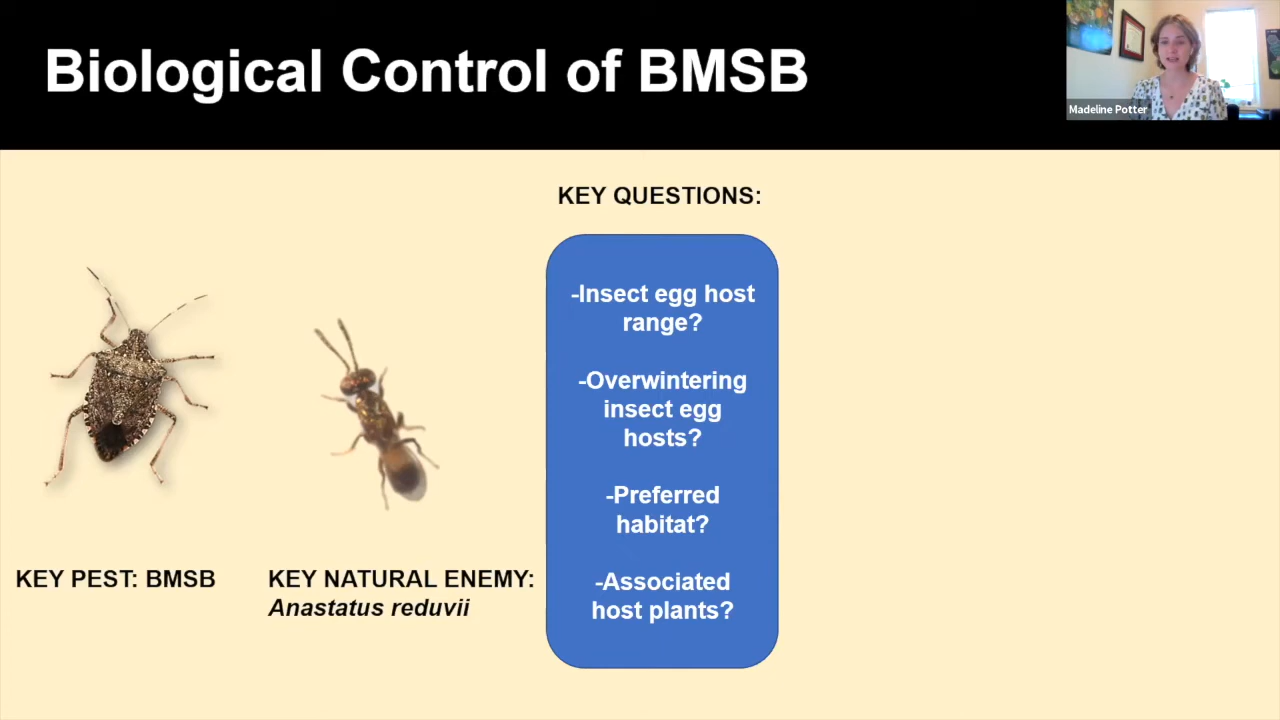 Biological Control of BMSB
Madeline Potter
KEY QUESTIONS:
-Insect egg host
range?
-Overwintering
insect egg
hosts?
-Preferred
habitat?
-Associated
host plants?
KEY PEST: BMSB
KEY NATURAL ENEMY:
Anastatus reduvii